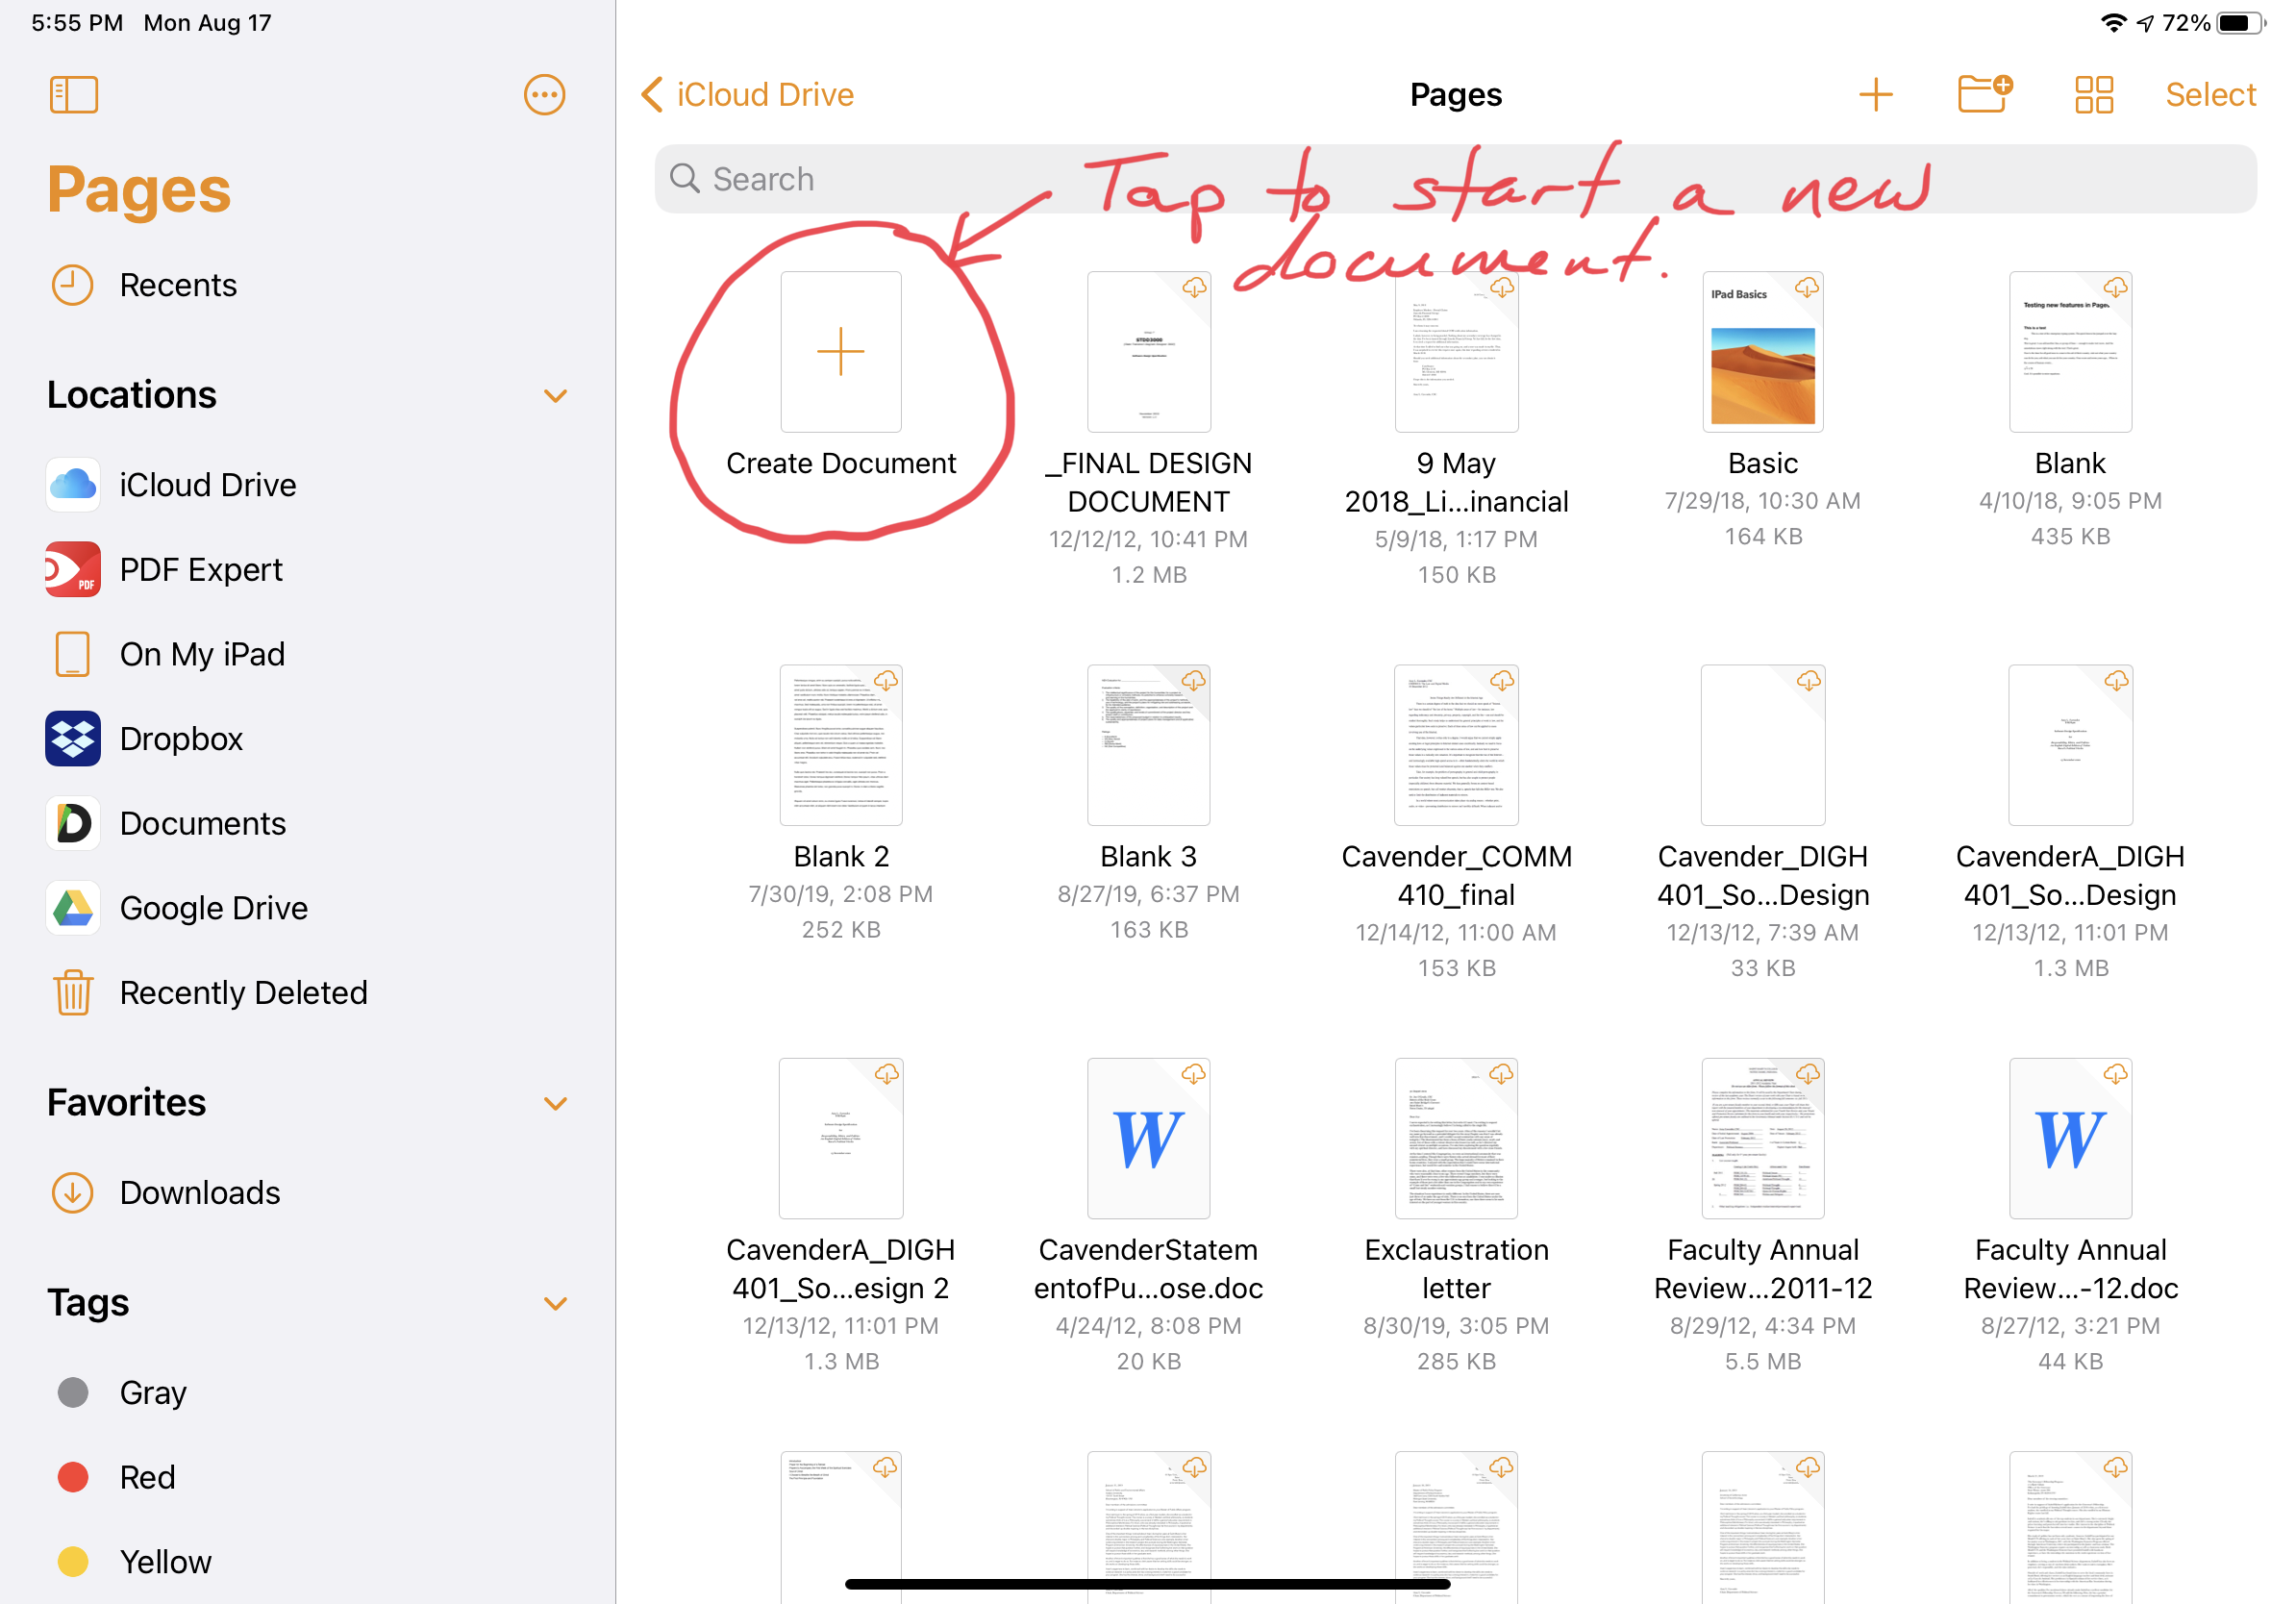 5:55 PM Mon Aug 17
72%
Pages
Recents
Locations
iCloud Drive
PDF Expert
On My iPad
Dropbox
Documents
Google Drive
Recently Deleted
Favorites
Downloads
Tags
Gray
Red
Yellow
iCloud Drive
Pages
Select
Search
Tap to start a new
document.
Create Document
_FINAL DESIGN
DOCUMENT
12/12/12, 10:41 PM
1.2 MB
9 May
2018_Li...inancial
5/9/18, 1:17 PM
150 KB
IPad Basics
Basic
7/29/18, 10:30 AM
164 KB
Testing new features in Pages
This is a test
Blank
4/10/18, 9:05 PM
435 KB
Blank 2
7/30/19, 2:08 PM
252 KB
Blank 3
8/27/19, 6:37 PM
163 KB
Cavender_COMM
410_final
12/14/12, 11:00 AM
153 KB
Cavender_DIGH
401_So...Design
12/13/12, 7:39 AM
33 KB
CavenderA_DIGH
401_So...Design
12/13/12, 11:01 PM
1.3 MB
CavenderA_DIGH
401_So...esign 2
12/13/12, 11:01 PM
1.3 MB
W
CavenderStatem
entofPu...ose.doc
4/24/12, 8:08 PM
20 KB
Exclaustration
letter
8/30/19, 3:05 PM
285 KB
Faculty Annual
Review...2011-12
8/29/12, 4:34 PM
5.5 MB
W
Faculty Annual
Review...-12.doc
8/27/12, 3:21 PM
44 KB